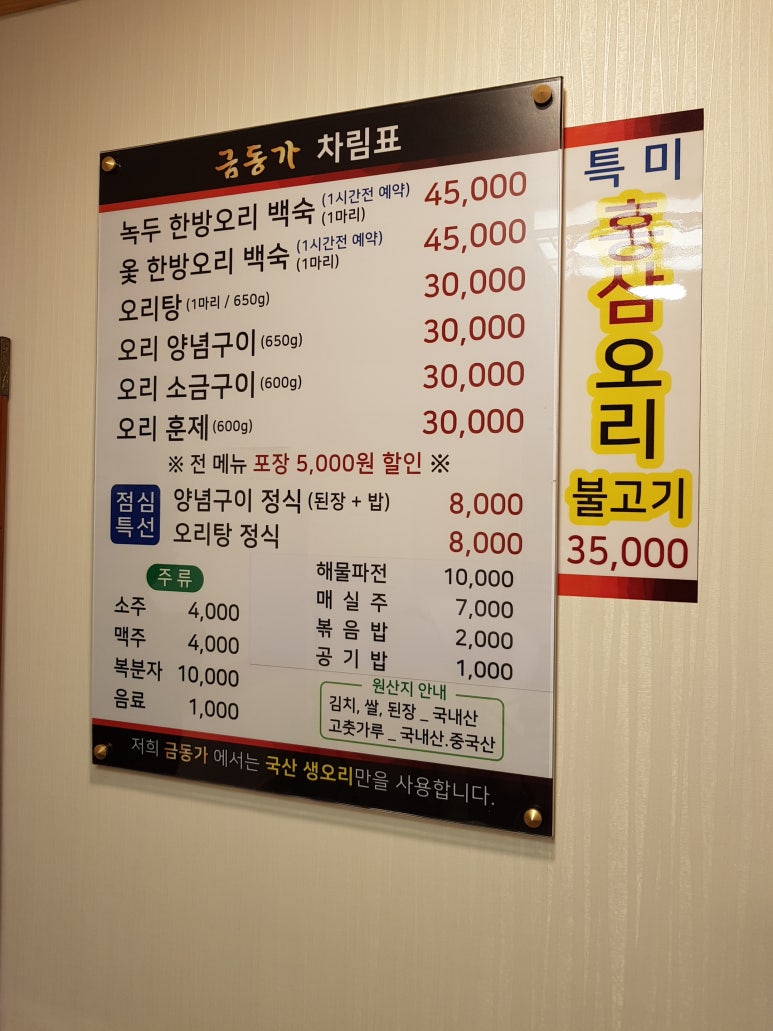 금동가 차림표
녹두 한방오리 백숙 (1시간전 예약) (1마리) 45,000
옻 한방오리 백숙 (1시간전 예약) (1마리) 45,000
오리탕 (1마리 / 650g) 30,000
오리 양념구이 (650g) 30,000
오리 소금구이 (600g) 30,000
오리 훈제 (600g) 30,000
※ 전 메뉴 포장 5,000원 할인 ※
점심 특선
양념구이 정식 (된장 + 밥) 8,000
오리탕 정식 8,000
주류
소주 4,000
맥주 4,000
복분자 10,000
음료 1,000
해물파전 10,000
매실주 7,000
볶음밥 2,000
공기밥 1,000
원산지 안내
김치, 쌀, 된장 _ 국내산
고춧가루 _ 국내산.중국산
저희 금동가 에서는 국산 생오리만을 사용합니다.
특미
홍삼오리
불고기
35,000